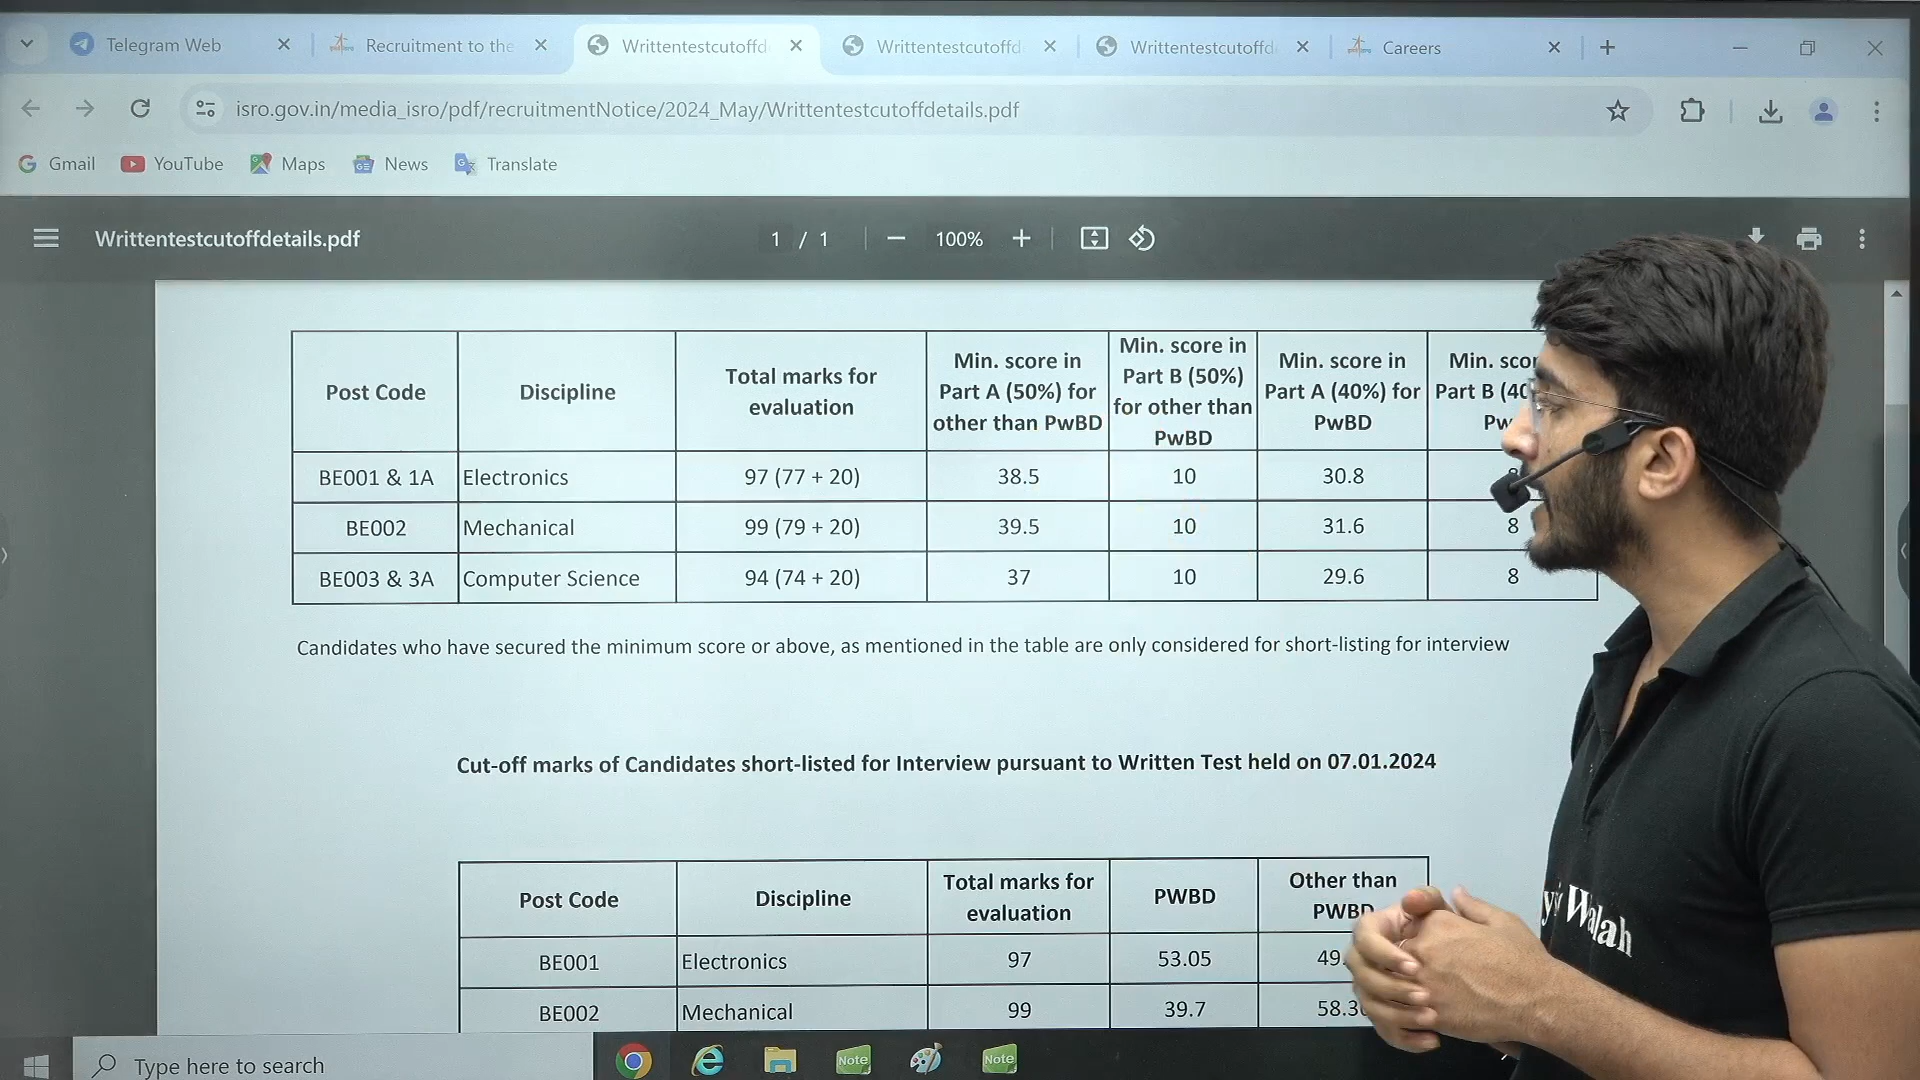 Telegram Web
Recruitment to the
Writtentestcutoffd
Writtentestcutoffd
Writtentestcutoffd
Careers
isro.gov.in/media_isro/pdf/recruitmentNotice/2024_May/Writtentestcutoffdetails.pdf
Gmail
YouTube
Maps
News
Translate
Writtentestcutoffdetails.pdf
1 / 1
100%
Post Code
Discipline
Total marks for
evaluation
Min. score in
Part A (50%) for
other than PwBD
Min. score in
Part B (50%)
for other than
PwBD
Min. score in
Part A (40%) for
PwBD
Min.
Part B
BE001 & 1A Electronics 97 (77 + 20) 38.5 10 30.8
BE002 Mechanical 99 (79 + 20) 39.5 10 31.6 8
BE003 & 3A Computer Science 94 (74 + 20) 37 10 29.6 8
Candidates who have secured the minimum score or above, as mentioned in the table are only considered for short-listing for interview
Cut-off marks of Candidates short-listed for Interview pursuant to Written Test held on 07.01.2024
Post Code
Discipline
Total marks for
evaluation
PWBD
Other than
PWBD
BE001 Electronics 97 53.05
BE002 Mechanical 99 39.7
Walah
Type here to search
Note
Note